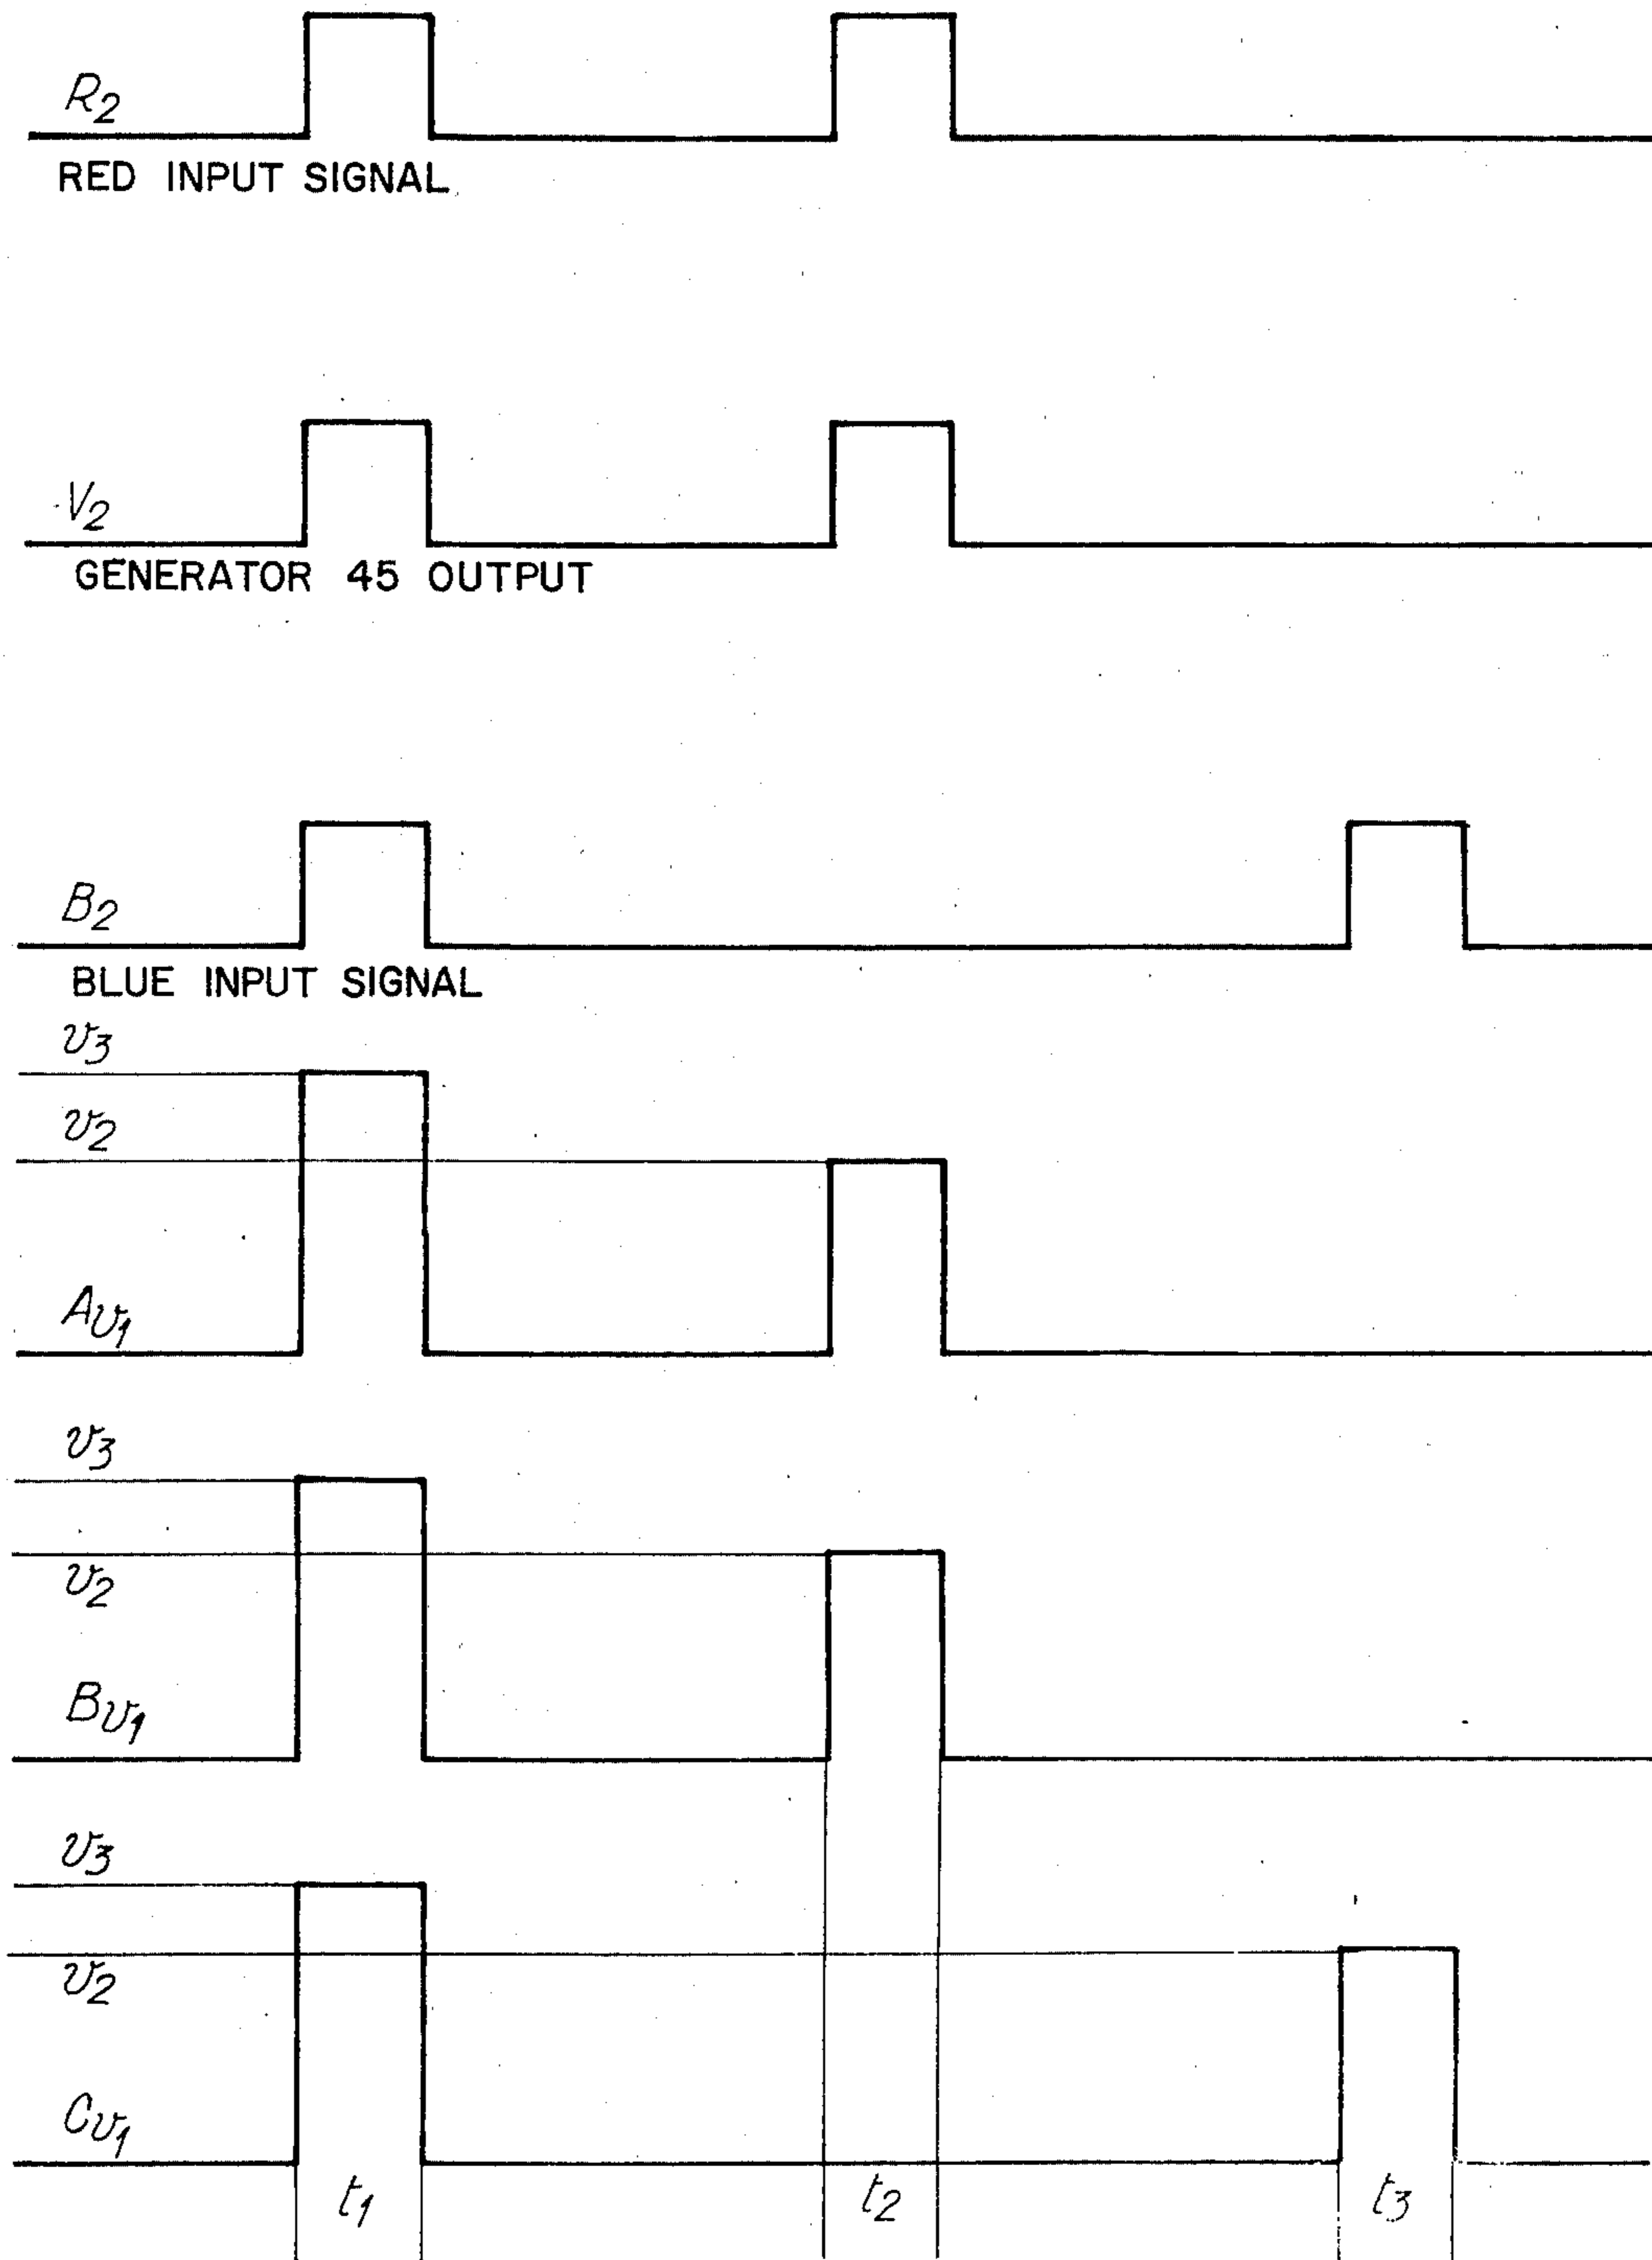 R2
RED INPUT SIGNAL
V2
GENERATOR 45 OUTPUT
B2
BLUE INPUT SIGNAL
v3
v2
Av1
v3
v2
Bv1
v3
v2
Cv1
t1 t2 t3